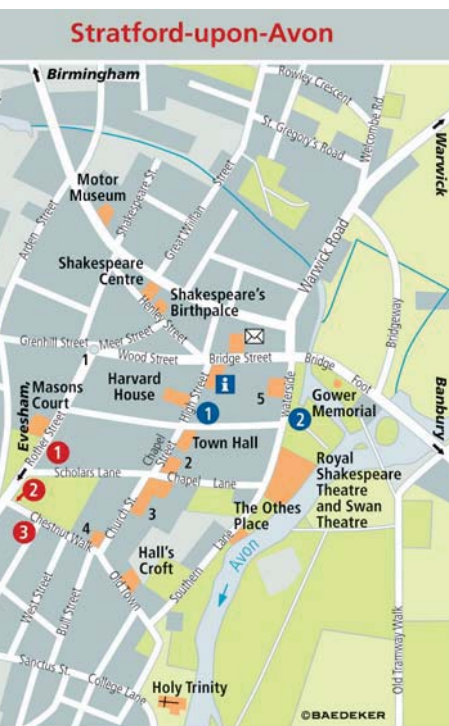 Stratford-upon-Avon
Birmingham
Rowley Crescent
Welcombe Rd.
St. Gregory's Road
Warwick
Motor
Museum
Shakespeare St.
Great William
Street
Arden Street
Warwick Road
Shakespeare
Centre
Henley Street
Shakespeare's
Birthpalce
Bridgeway
Grenhill Street
Meer Street
1
Wood Street
Bridge Street
Bridge
Foot
Evesham,
Masons
Court
Harvard
House
High Street
i
1
5
Waterside
2
Gower
Memorial
Banbury
Rother Street
1
Chapel
Street
Town Hall
2
Scholars Lane
Chapel Lane
Royal
Shakespeare
Theatre
and Swan
Theatre
2
3
Chestnut Walk
4
Church St.
3
The Othes
Place
Hall's
Croft
Old Town
Southern Lane
Avon
West Street
Bull Street
Old Tramway Walk
Sanctus St.
College Lane
Holy Trinity
©BAEDEKER